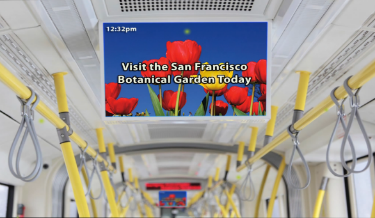 12:32pm
Visit the San Francisco
Botanical Garden Today